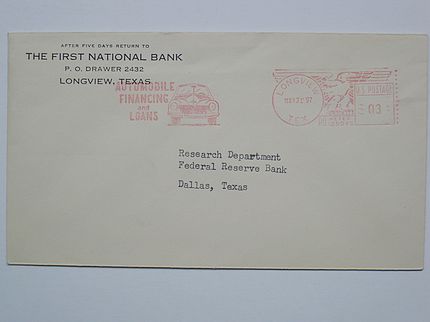 AFTER FIVE DAYS RETURN TO
THE FIRST NATIONAL BANK
P. O. DRAWER 2432
LONGVIEW, TEXAS
AUTOMOBILE
FINANCING
and
LOANS
LONGVIEW
TEX.
U.S. POSTAGE
03
Research Department
Federal Reserve Bank
Dallas, Texas